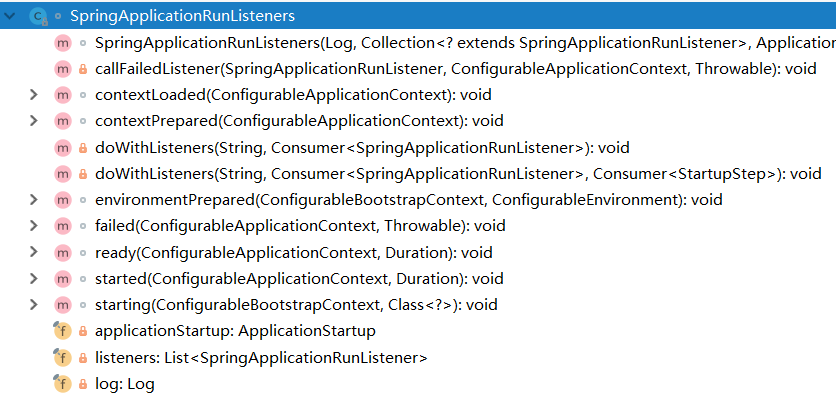 SpringApplicationRunListeners
SpringApplicationRunListeners(Log, Collection<? extends SpringApplicationRunListener>, Application
callFailedListener(SpringApplicationRunListener, ConfigurableApplicationContext, Throwable): void
contextLoaded(ConfigurableApplicationContext): void
contextPrepared(ConfigurableApplicationContext): void
doWithListeners(String, Consumer<SpringApplicationRunListener>): void
doWithListeners(String, Consumer<SpringApplicationRunListener>, Consumer<StartupStep>): void
environmentPrepared(ConfigurableBootstrapContext, ConfigurableEnvironment): void
failed(ConfigurableApplicationContext, Throwable): void
ready(ConfigurableApplicationContext, Duration): void
started(ConfigurableApplicationContext, Duration): void
starting(ConfigurableBootstrapContext, Class<?>): void
applicationStartup: ApplicationStartup
listeners: List<SpringApplicationRunListener>
log: Log